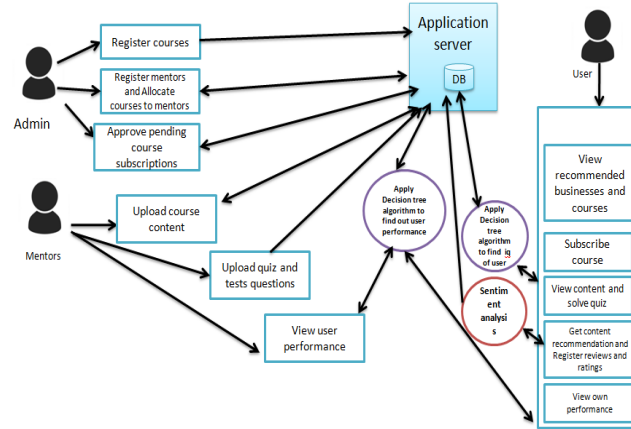 Register courses
Application
server
DB
Register mentors
and Allocate
courses to mentors
Admin
Approve pending
course
subscriptions
User
View
recommended
businesses and
courses
Apply
Decision tree
algorithm to
find out user
performance
Apply
Decision
tree
algorithm
to find
of user
Upload course
content
Mentors
Upload quiz and
tests questions
View user
performance
Subscribe
course
View content and
solve quiz
Sentim
ent
analysi
s
Get content
recommendation and
Register reviews and
ratings
View own
performance